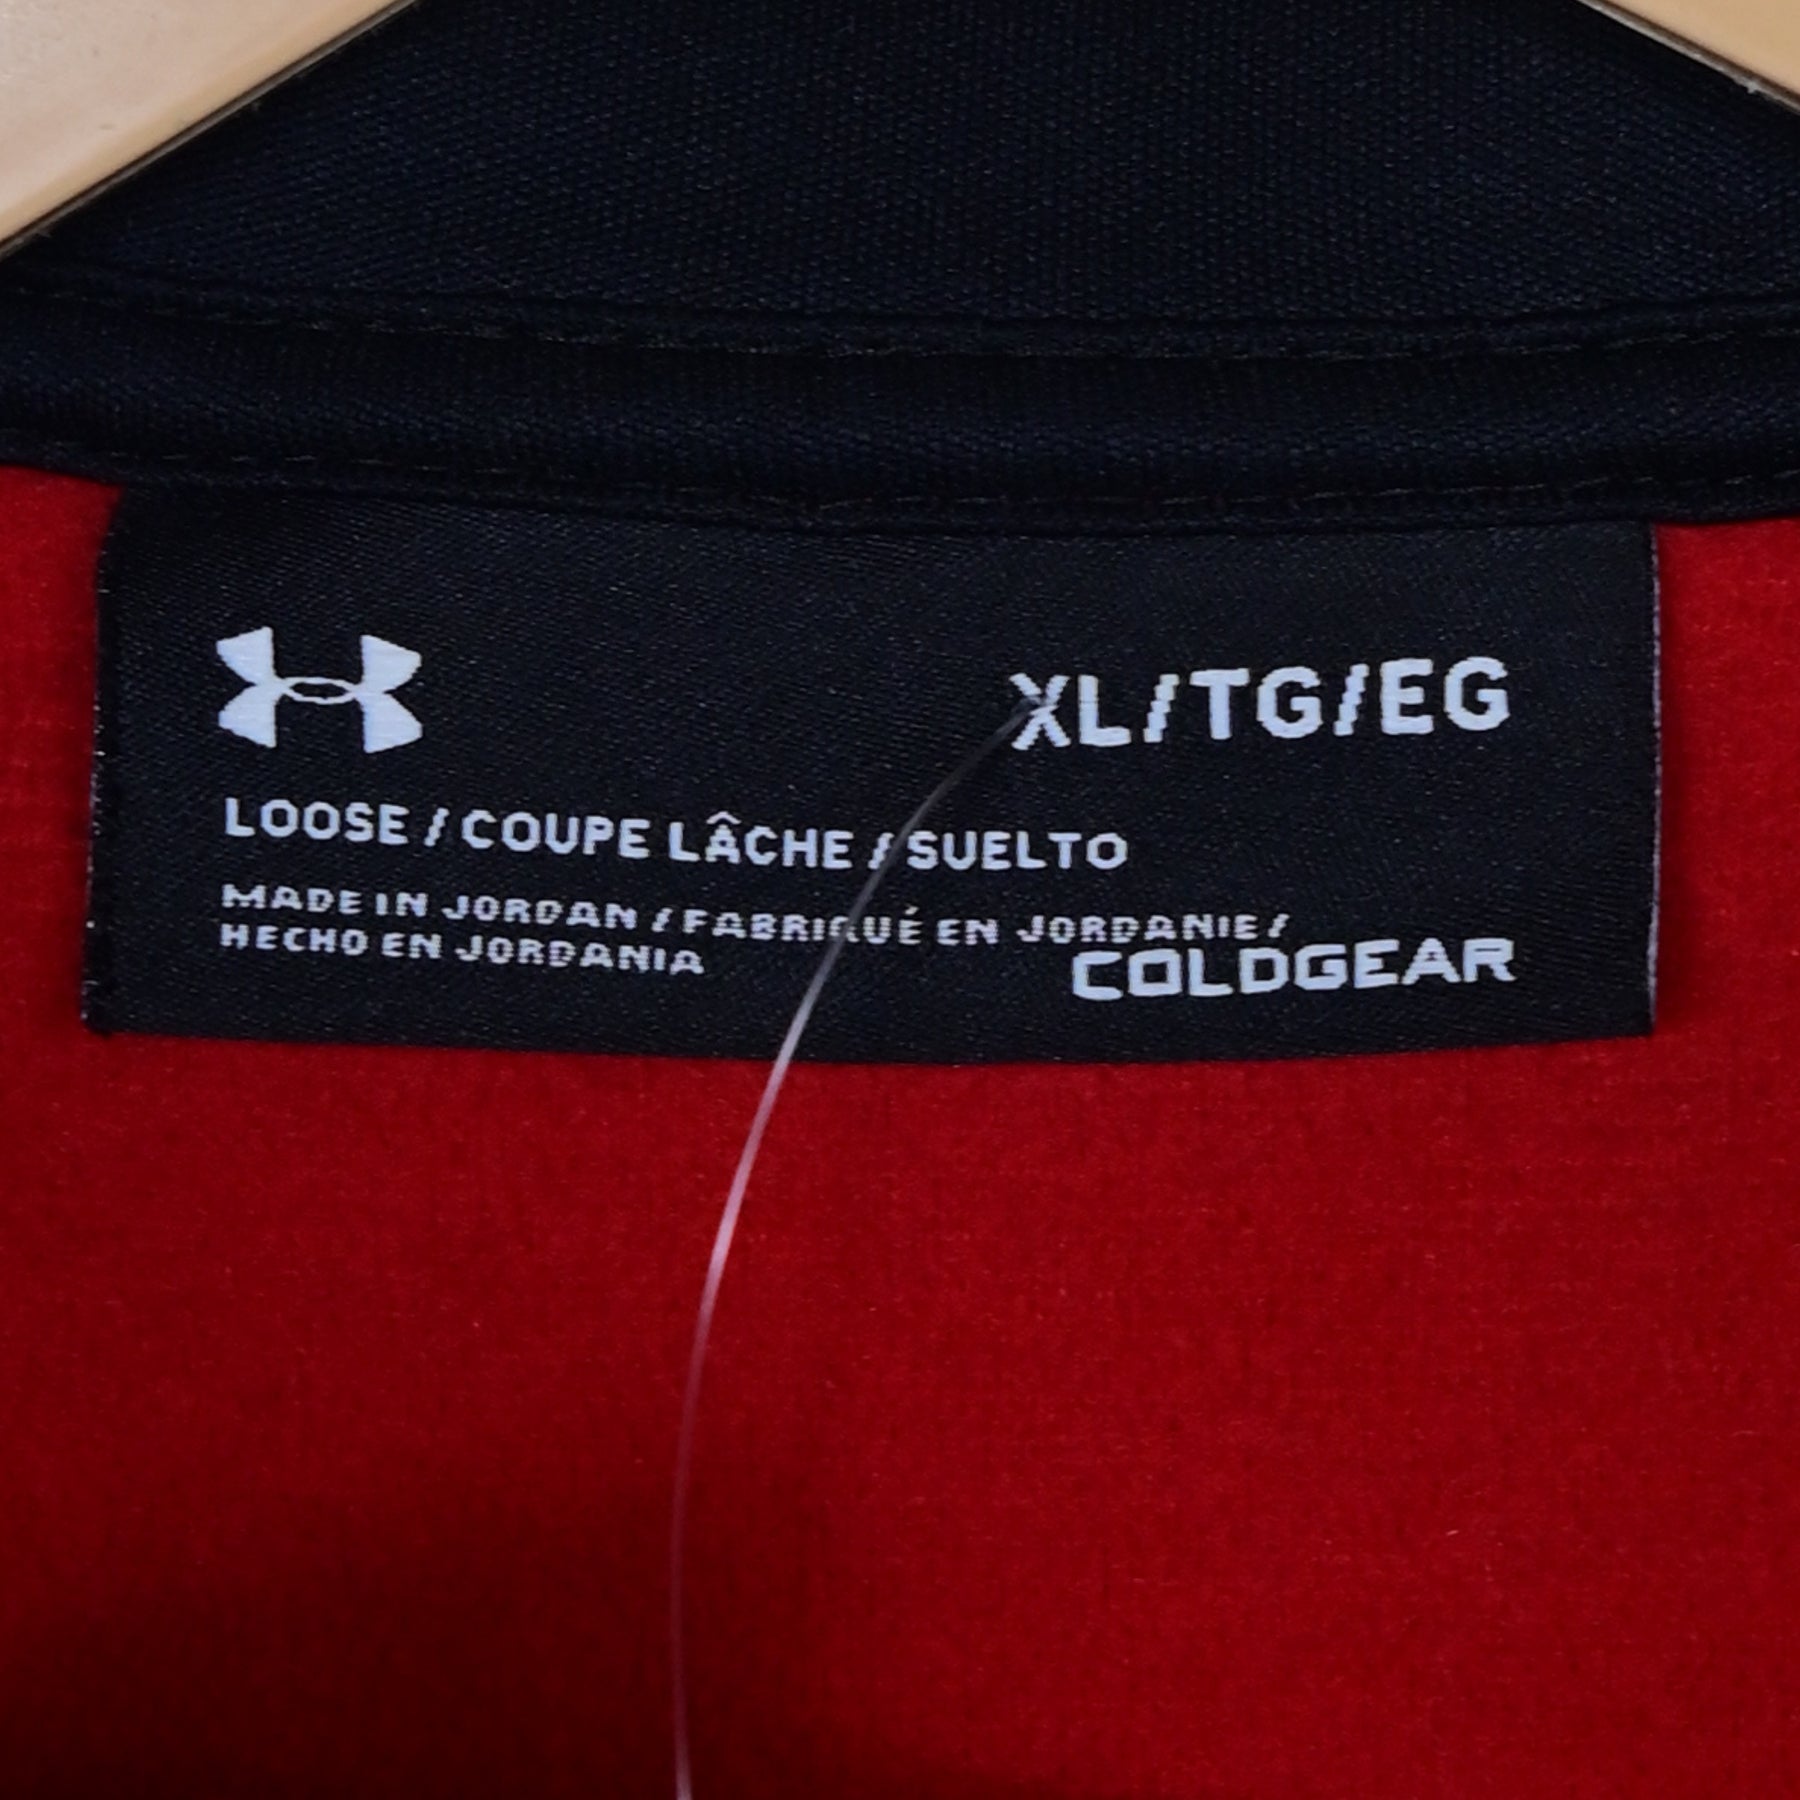 XL/TG/EG
LOOSE / COUPE LÂCHE / SUELTO
MADE IN JORDAN / FABRIQUÉ EN JORDANIE /
HECHO EN JORDANIA
COLDGEAR